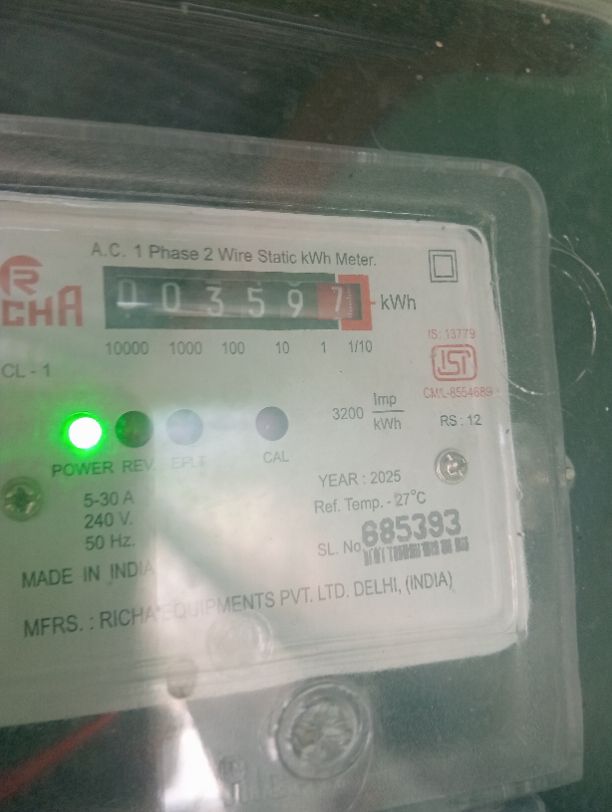 A.C. 1 Phase 2 Wire Static kWh Meter.
RICHA
003597 kWh
10000 1000 100 10 1 1/10
IS: 13779
ISI
CL - 1
3200 Imp/kWh
RS : 12
POWER REV. EPLT CAL
5-30 A
240 V.
50 Hz.
YEAR : 2025
Ref. Temp. - 27°C
SL. No. 685393
MADE IN INDIA
MFRS. : RICHA EQUIPMENTS PVT. LTD. DELHI, (INDIA)